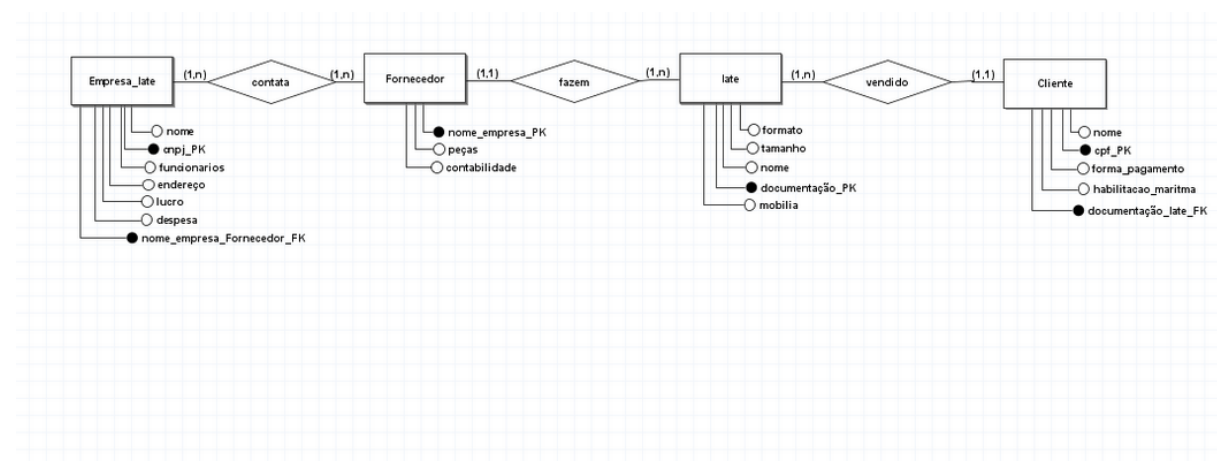 Empresa_Iate
(1,n)
contata
(1,n)
Fornecedor
(1,1)
fazem
(1,n)
Iate
(1,n)
vendido
(1,1)
Cliente
nome
cnpj_PK
funcionarios
endereço
lucro
despesa
nome_empresa_Fornecedor_FK
nome_empresa_PK
peças
contabilidade
formato
tamanho
nome
documentação_PK
mobilia
nome
cpf_PK
forma_pagamento
habilitacao_maritma
documentação_Iate_FK